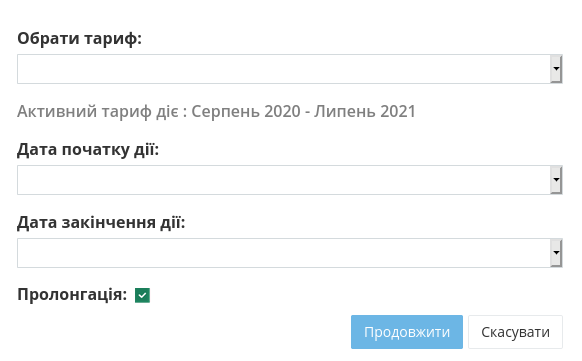 Обрати тариф:
Активний тариф діє : Серпень 2020 - Липень 2021
Дата початку дії:
Дата закінчення дії:
Пролонгація:
Продовжити Скасувати